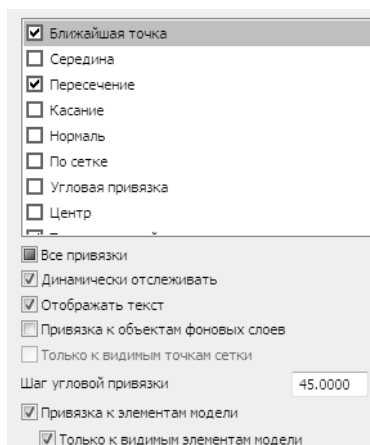 Ближайшая точка
Середина
Пересечение
Касание
Нормаль
По сетке
Угловая привязка
Центр
Все привязки
Динамически отслеживать
Отображать текст
Привязка к объектам фоновых слоев
Только к видимым точкам сетки
Шаг угловой привязки 45.0000
Привязка к элементам модели
Только к видимым элементам модели